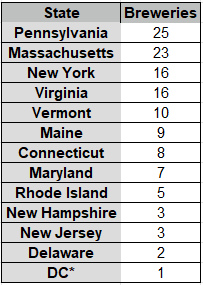 State Breweries
Pennsylvania 25
Massachusetts 23
New York 16
Virginia 16
Vermont 10
Maine 9
Connecticut 8
Maryland 7
Rhode Island 5
New Hampshire 3
New Jersey 3
Delaware 2
DC* 1